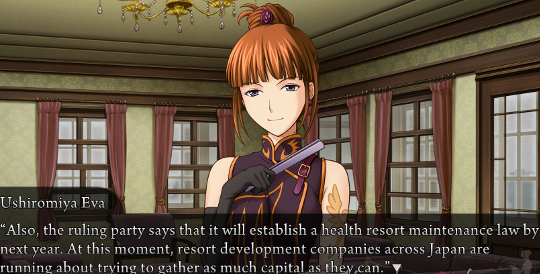 Ushiromiya Eva
“Also, the ruling party says that it will establish a health resort maintenance law by
next year. At this moment, resort development companies across Japan are
running about trying to gather as much capital as they can.”▼